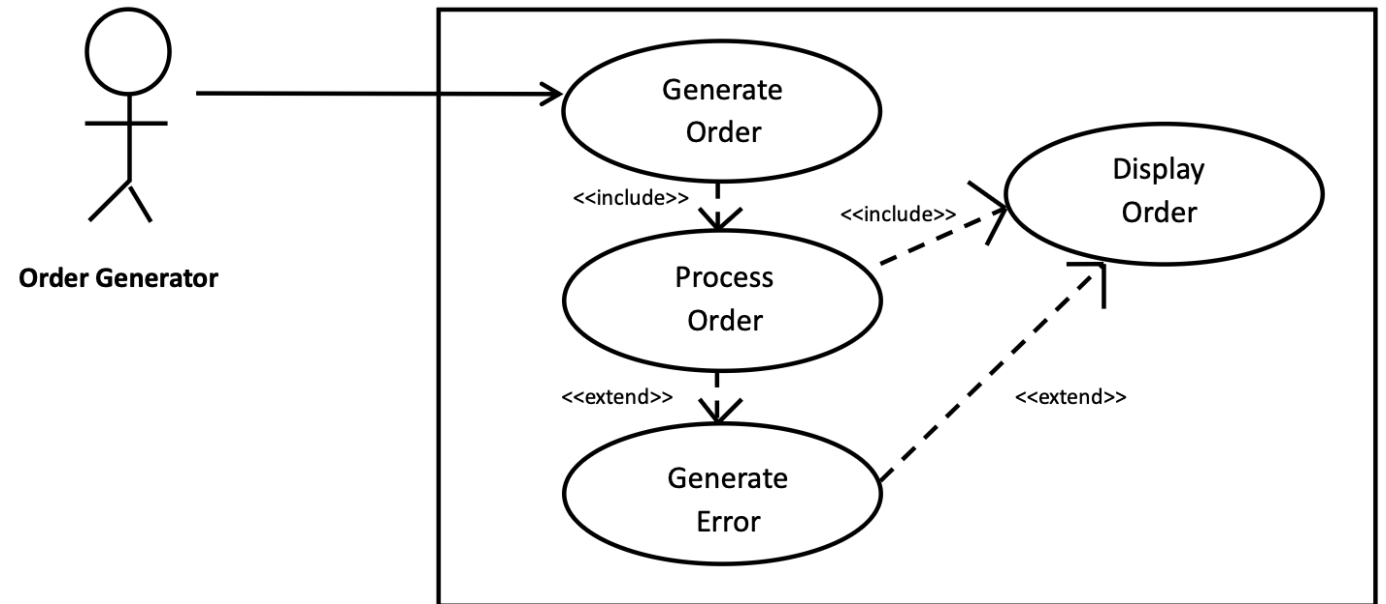 Generate
Order
Display
Order
<<include>>
<<include>>
Order Generator
Process
Order
<<extend>>
<<extend>>
Generate
Error